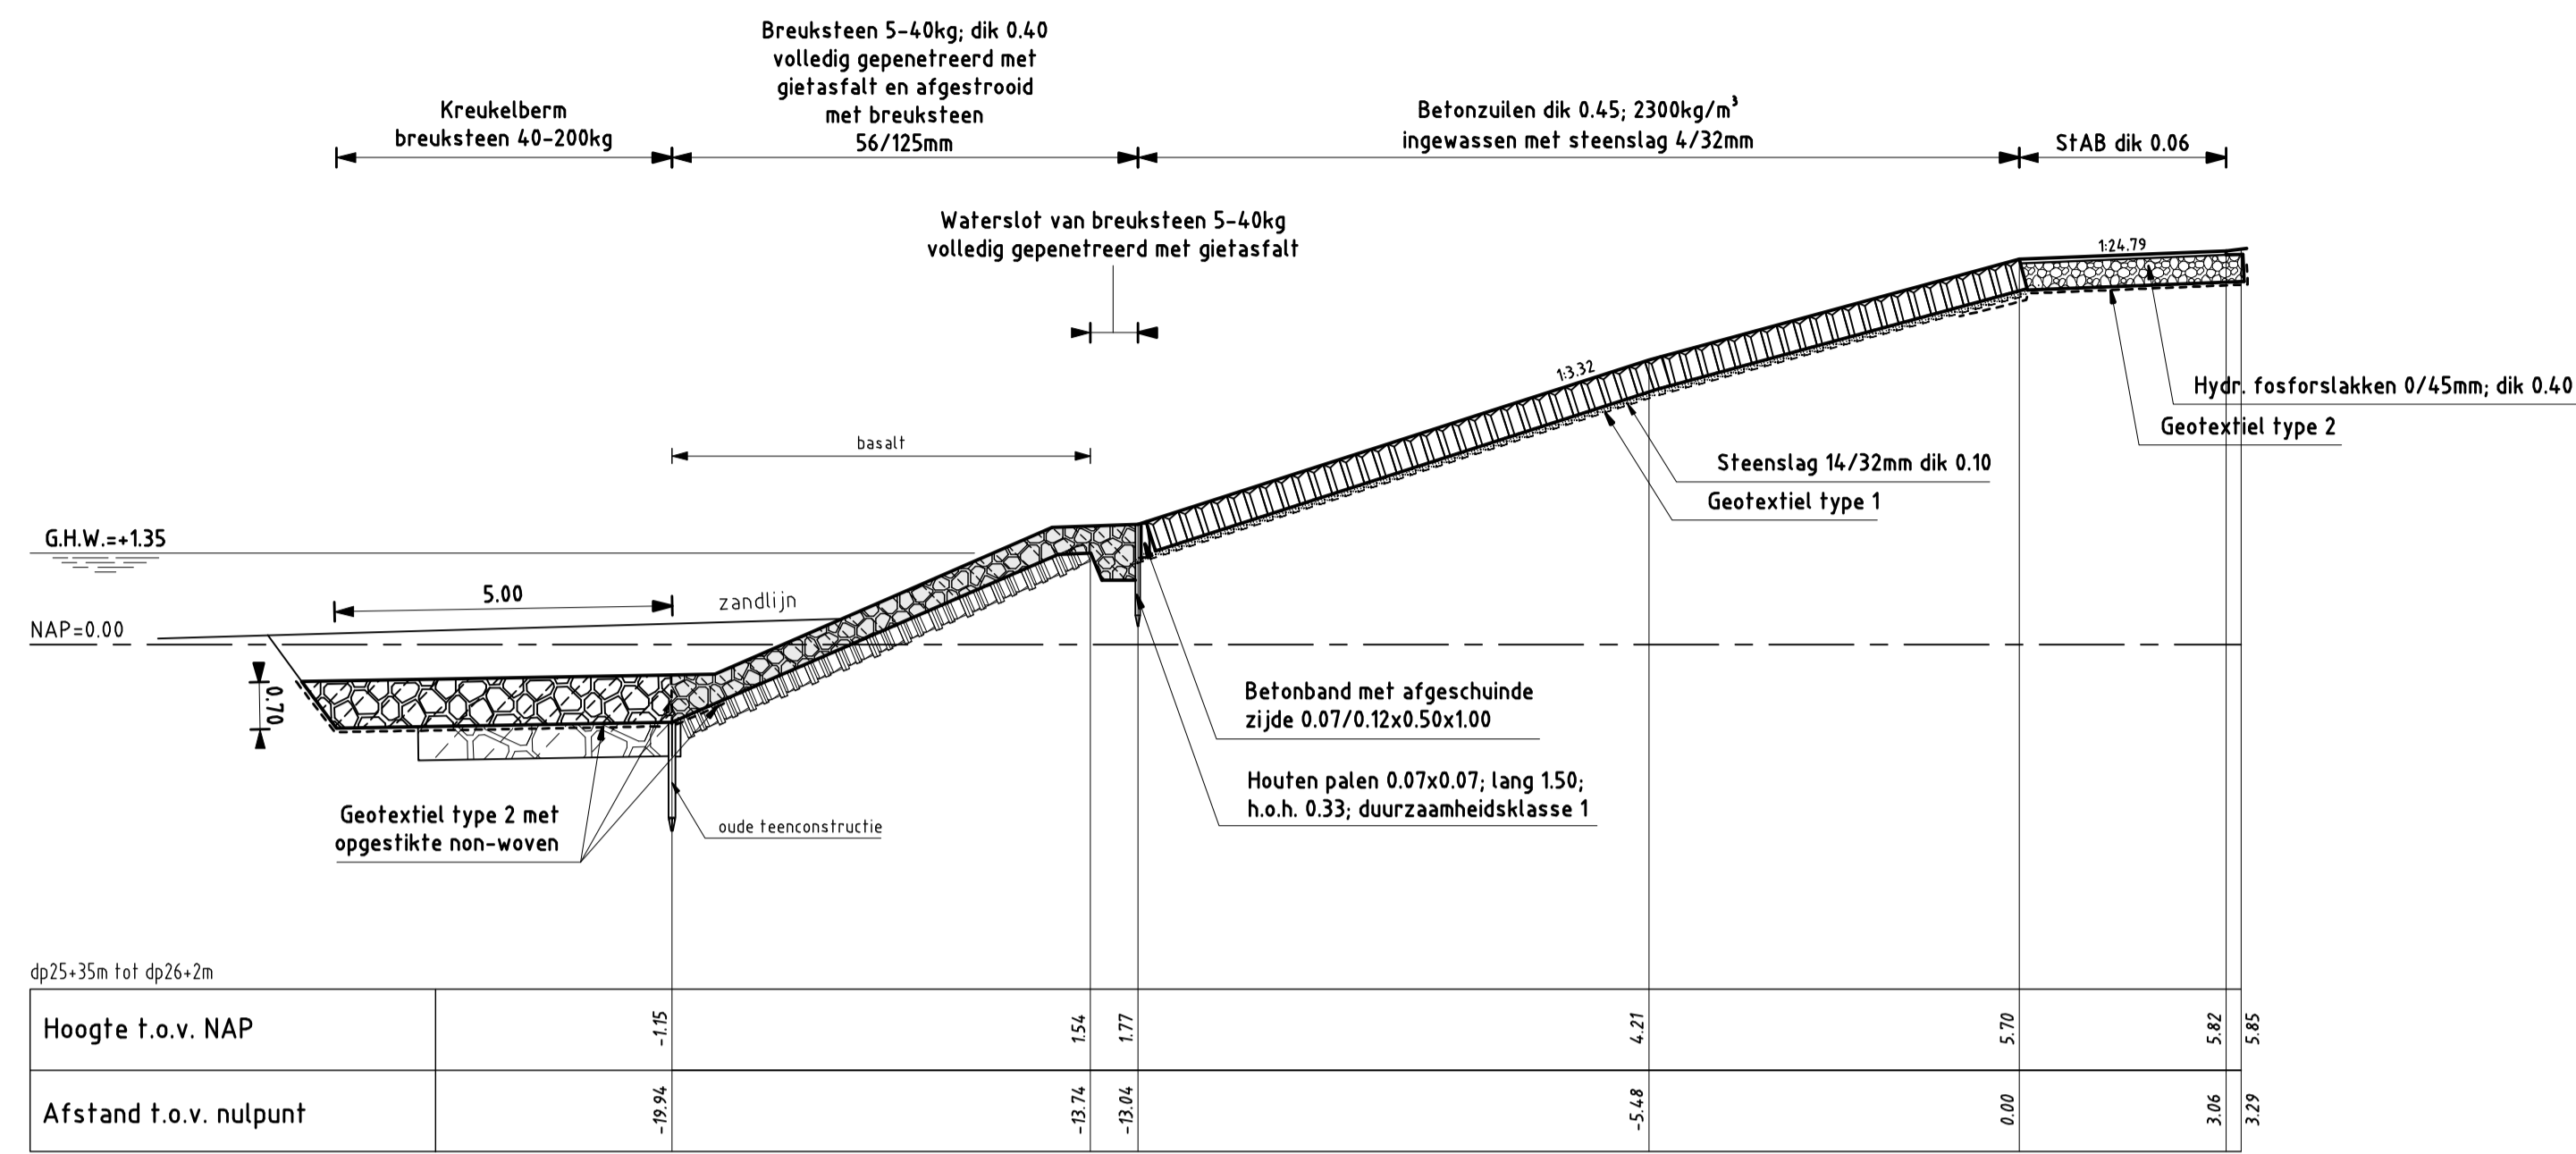 Breuksteen 5-40kg; dik 0.40
volledig gepenetreerd met
gietasfalt en afgestrooid
met breuksteen
56/125mm
Kreukelberm
breuksteen 40-200kg
Betonzuilen dik 0.45; 2300kg/m³
ingewassen met steenslag 4/32mm
StAB dik 0.06
Waterslot van breuksteen 5-40kg
volledig gepenetreerd met gietasfalt
1:24.79
1:3.32
Hydr. fosforslakken 0/45mm; dik 0.40
Geotextiel type 2
basalt
Steenslag 14/32mm dik 0.10
Geotextiel type 1
G.H.W.=+1.35
5.00
zandlijn
NAP=0.00
0.70
Betonband met afgeschuinde
zijde 0.07/0.12x0.50x1.00
Houten palen 0.07x0.07; lang 1.50;
h.o.h. 0.33; duurzaamheidsklasse 1
Geotextiel type 2 met
opgestikte non-woven
oude teenconstructie
dp25+35m tot dp26+2m
Hoogte t.o.v. NAP -1.15 1.54 1.77 4.21 5.70 5.82 5.85
Afstand t.o.v. nulpunt -19.94 -13.74 -13.04 -5.48 0.00 3.06 3.29